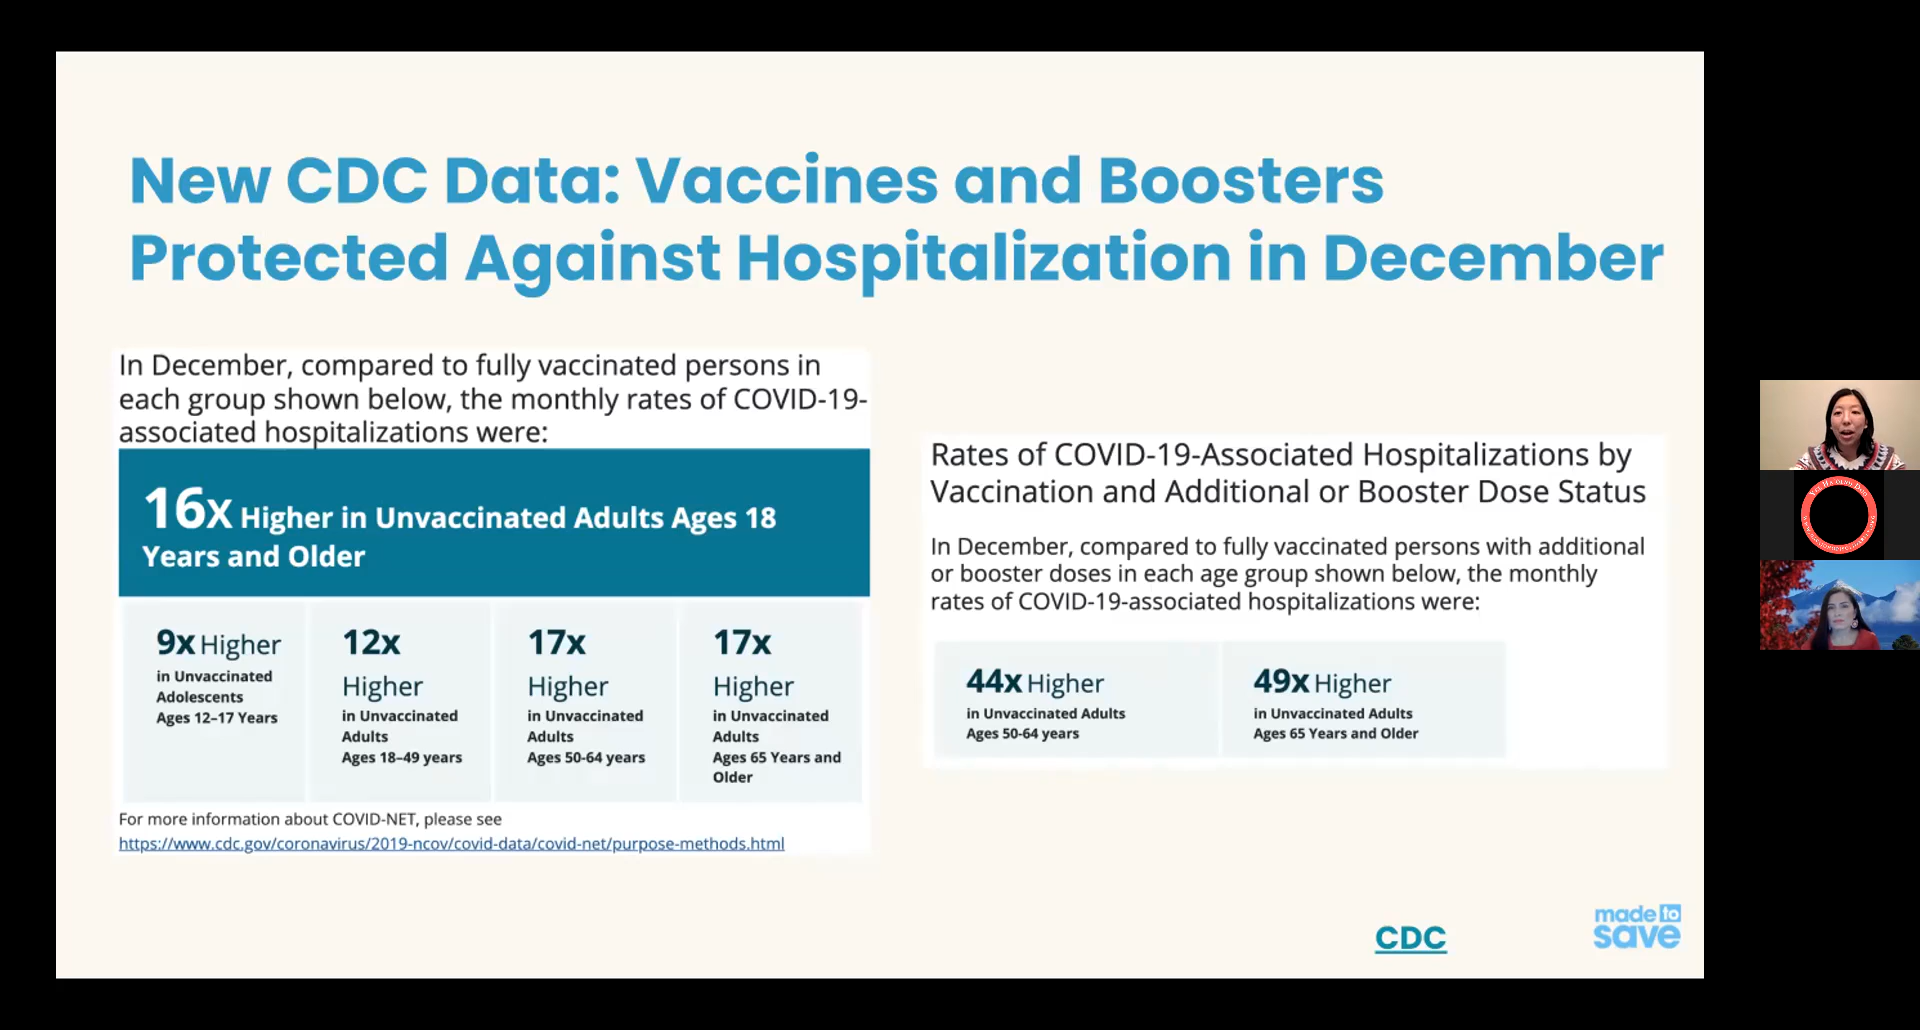 New CDC Data: Vaccines and Boosters
Protected Against Hospitalization in December
In December, compared to fully vaccinated persons in
each group shown below, the monthly rates of COVID-19-
associated hospitalizations were:
16x Higher in Unvaccinated Adults Ages 18
Years and Older
9x Higher
in Unvaccinated
Adolescents
Ages 12–17 Years
12x
Higher
in Unvaccinated
Adults
Ages 18–49 years
17x
Higher
in Unvaccinated
Adults
Ages 50-64 years
17x
Higher
in Unvaccinated
Adults
Ages 65 Years and
Older
For more information about COVID-NET, please see
https://www.cdc.gov/coronavirus/2019-ncov/covid-data/covid-net/purpose-methods.html
Rates of COVID-19-Associated Hospitalizations by
Vaccination and Additional or Booster Dose Status
In December, compared to fully vaccinated persons with additional
or booster doses in each age group shown below, the monthly
rates of COVID-19-associated hospitalizations were:
44x Higher
in Unvaccinated Adults
Ages 50-64 years
49x Higher
in Unvaccinated Adults
Ages 65 Years and Older
CDC
made to
save